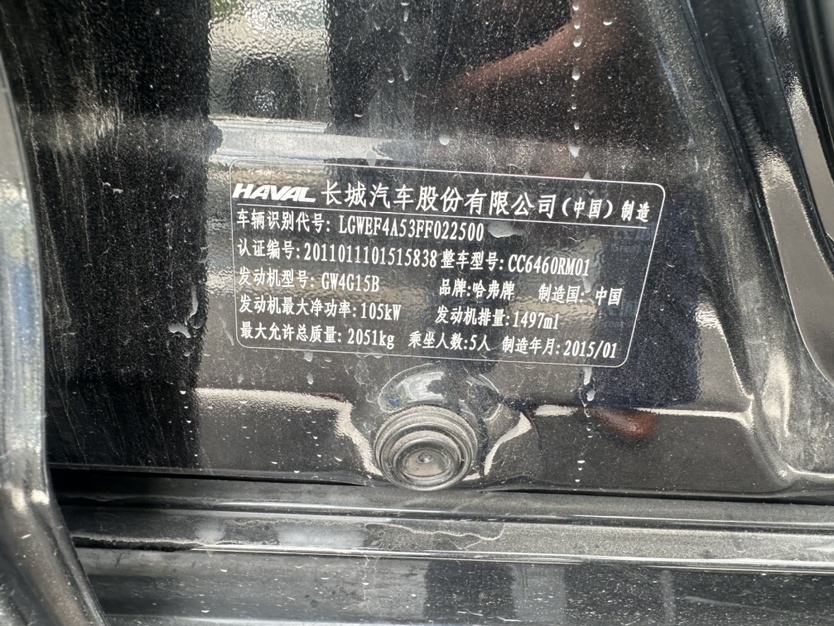 HAVAL 长城汽车股份有限公司(中国)制造
车辆识别代号: LGWEF4A53FF022500
认证编号: 2011011101515838 整车型号: CC6460RM01
发动机型号: GW4G15B 品牌: 哈弗牌 制造国: 中国
发动机最大净功率: 105kW 发动机排量: 1497ml
最大允许总质量: 2051kg 乘坐人数: 5人 制造年月: 2015/01